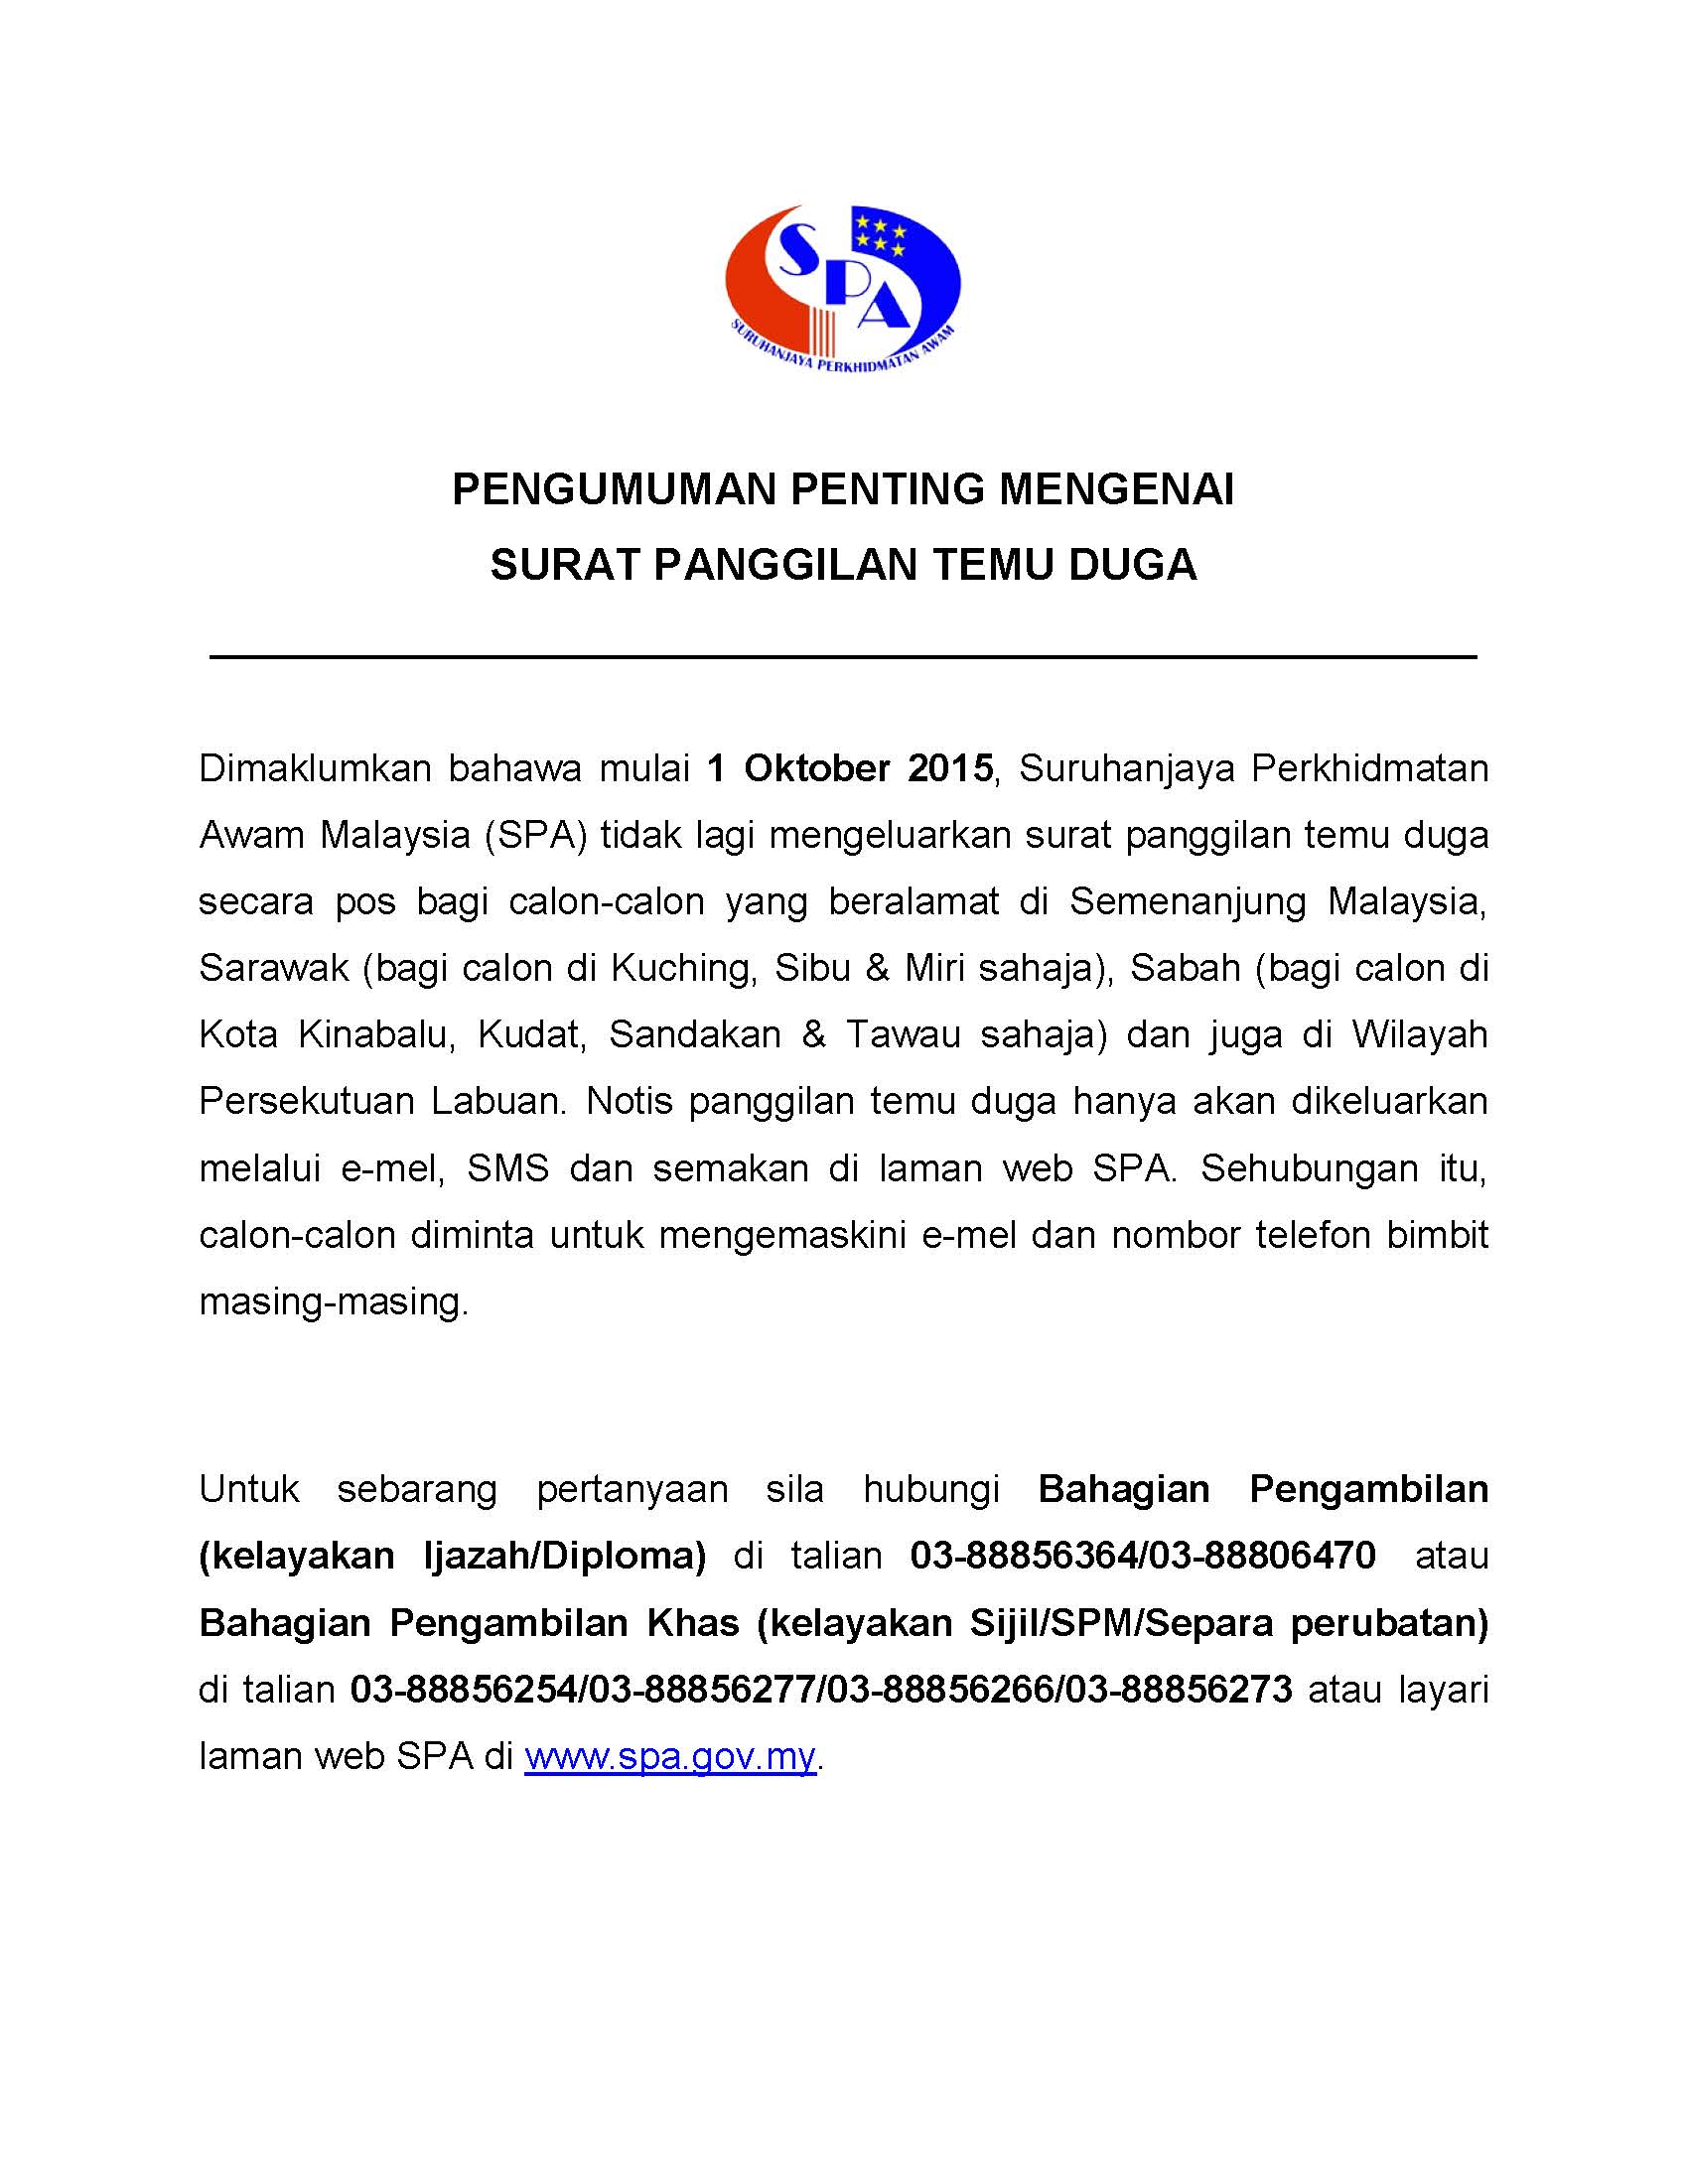 SPA
SURUHANJAYA PERKHIDMATAN AWAM
PENGUMUMAN PENTING MENGENAI
SURAT PANGGILAN TEMU DUGA
Dimaklumkan bahawa mulai 1 Oktober 2015, Suruhanjaya Perkhidmatan
Awam Malaysia (SPA) tidak lagi mengeluarkan surat panggilan temu duga
secara pos bagi calon-calon yang beralamat di Semenanjung Malaysia,
Sarawak (bagi calon di Kuching, Sibu & Miri sahaja), Sabah (bagi calon di
Kota Kinabalu, Kudat, Sandakan & Tawau sahaja) dan juga di Wilayah
Persekutuan Labuan. Notis panggilan temu duga hanya akan dikeluarkan
melalui e-mel, SMS dan semakan di laman web SPA. Sehubungan itu,
calon-calon diminta untuk mengemaskini e-mel dan nombor telefon bimbit
masing-masing.
Untuk sebarang pertanyaan sila hubungi Bahagian Pengambilan
(kelayakan Ijazah/Diploma) di talian 03-88856364/03-88806470 atau
Bahagian Pengambilan Khas (kelayakan Sijil/SPM/Separa perubatan)
di talian 03-88856254/03-88856277/03-88856266/03-88856273 atau layari
laman web SPA di www.spa.gov.my.